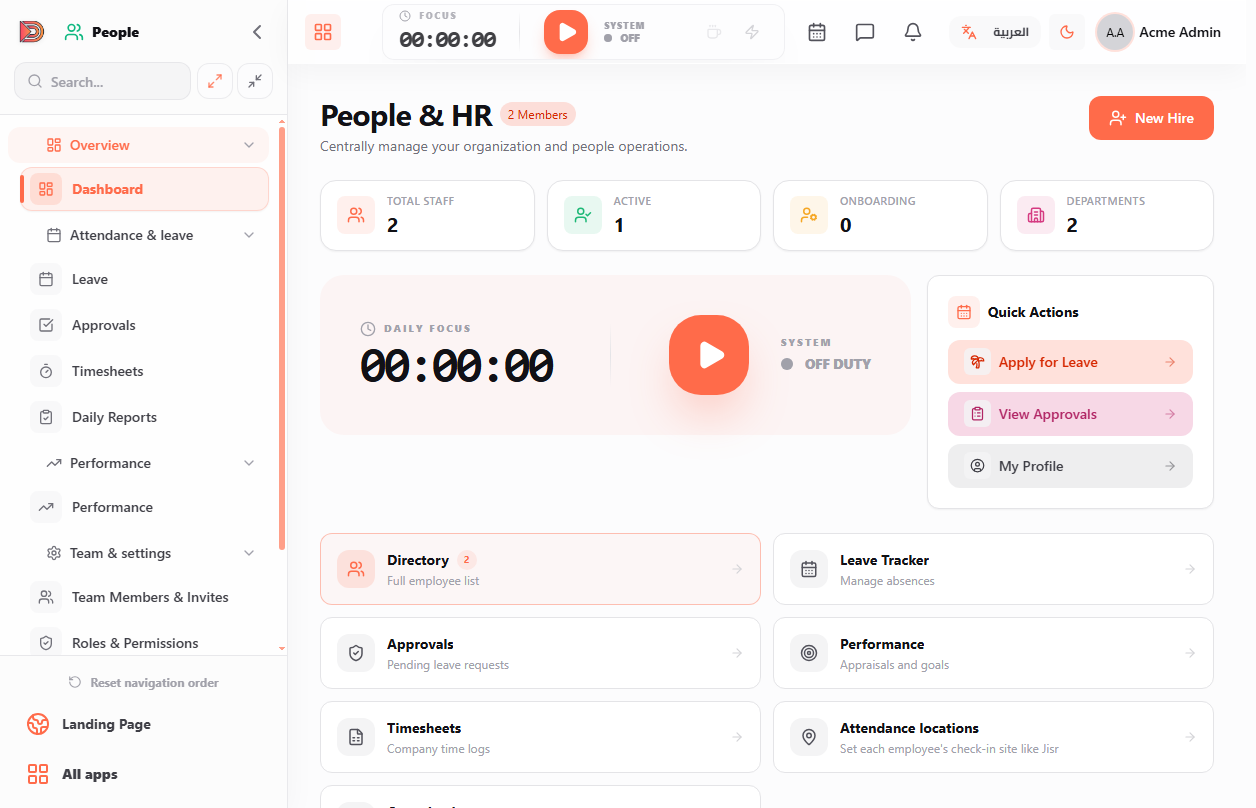 People
Search...
Overview
Dashboard
Attendance & leave
Leave
Approvals
Timesheets
Daily Reports
Performance
Performance
Team & settings
Team Members & Invites
Roles & Permissions
Reset navigation order
Landing Page
All apps
FOCUS
00:00:00
SYSTEM
OFF
العربية
A.A
Acme Admin
People & HR
2 Members
Centrally manage your organization and people operations.
New Hire
TOTAL STAFF
2
ACTIVE
1
ONBOARDING
0
DEPARTMENTS
2
DAILY FOCUS
00:00:00
SYSTEM
OFF DUTY
Quick Actions
Apply for Leave
View Approvals
My Profile
Directory 2
Full employee list
Leave Tracker
Manage absences
Approvals
Pending leave requests
Performance
Appraisals and goals
Timesheets
Company time logs
Attendance locations
Set each employee's check-in site like Jisr